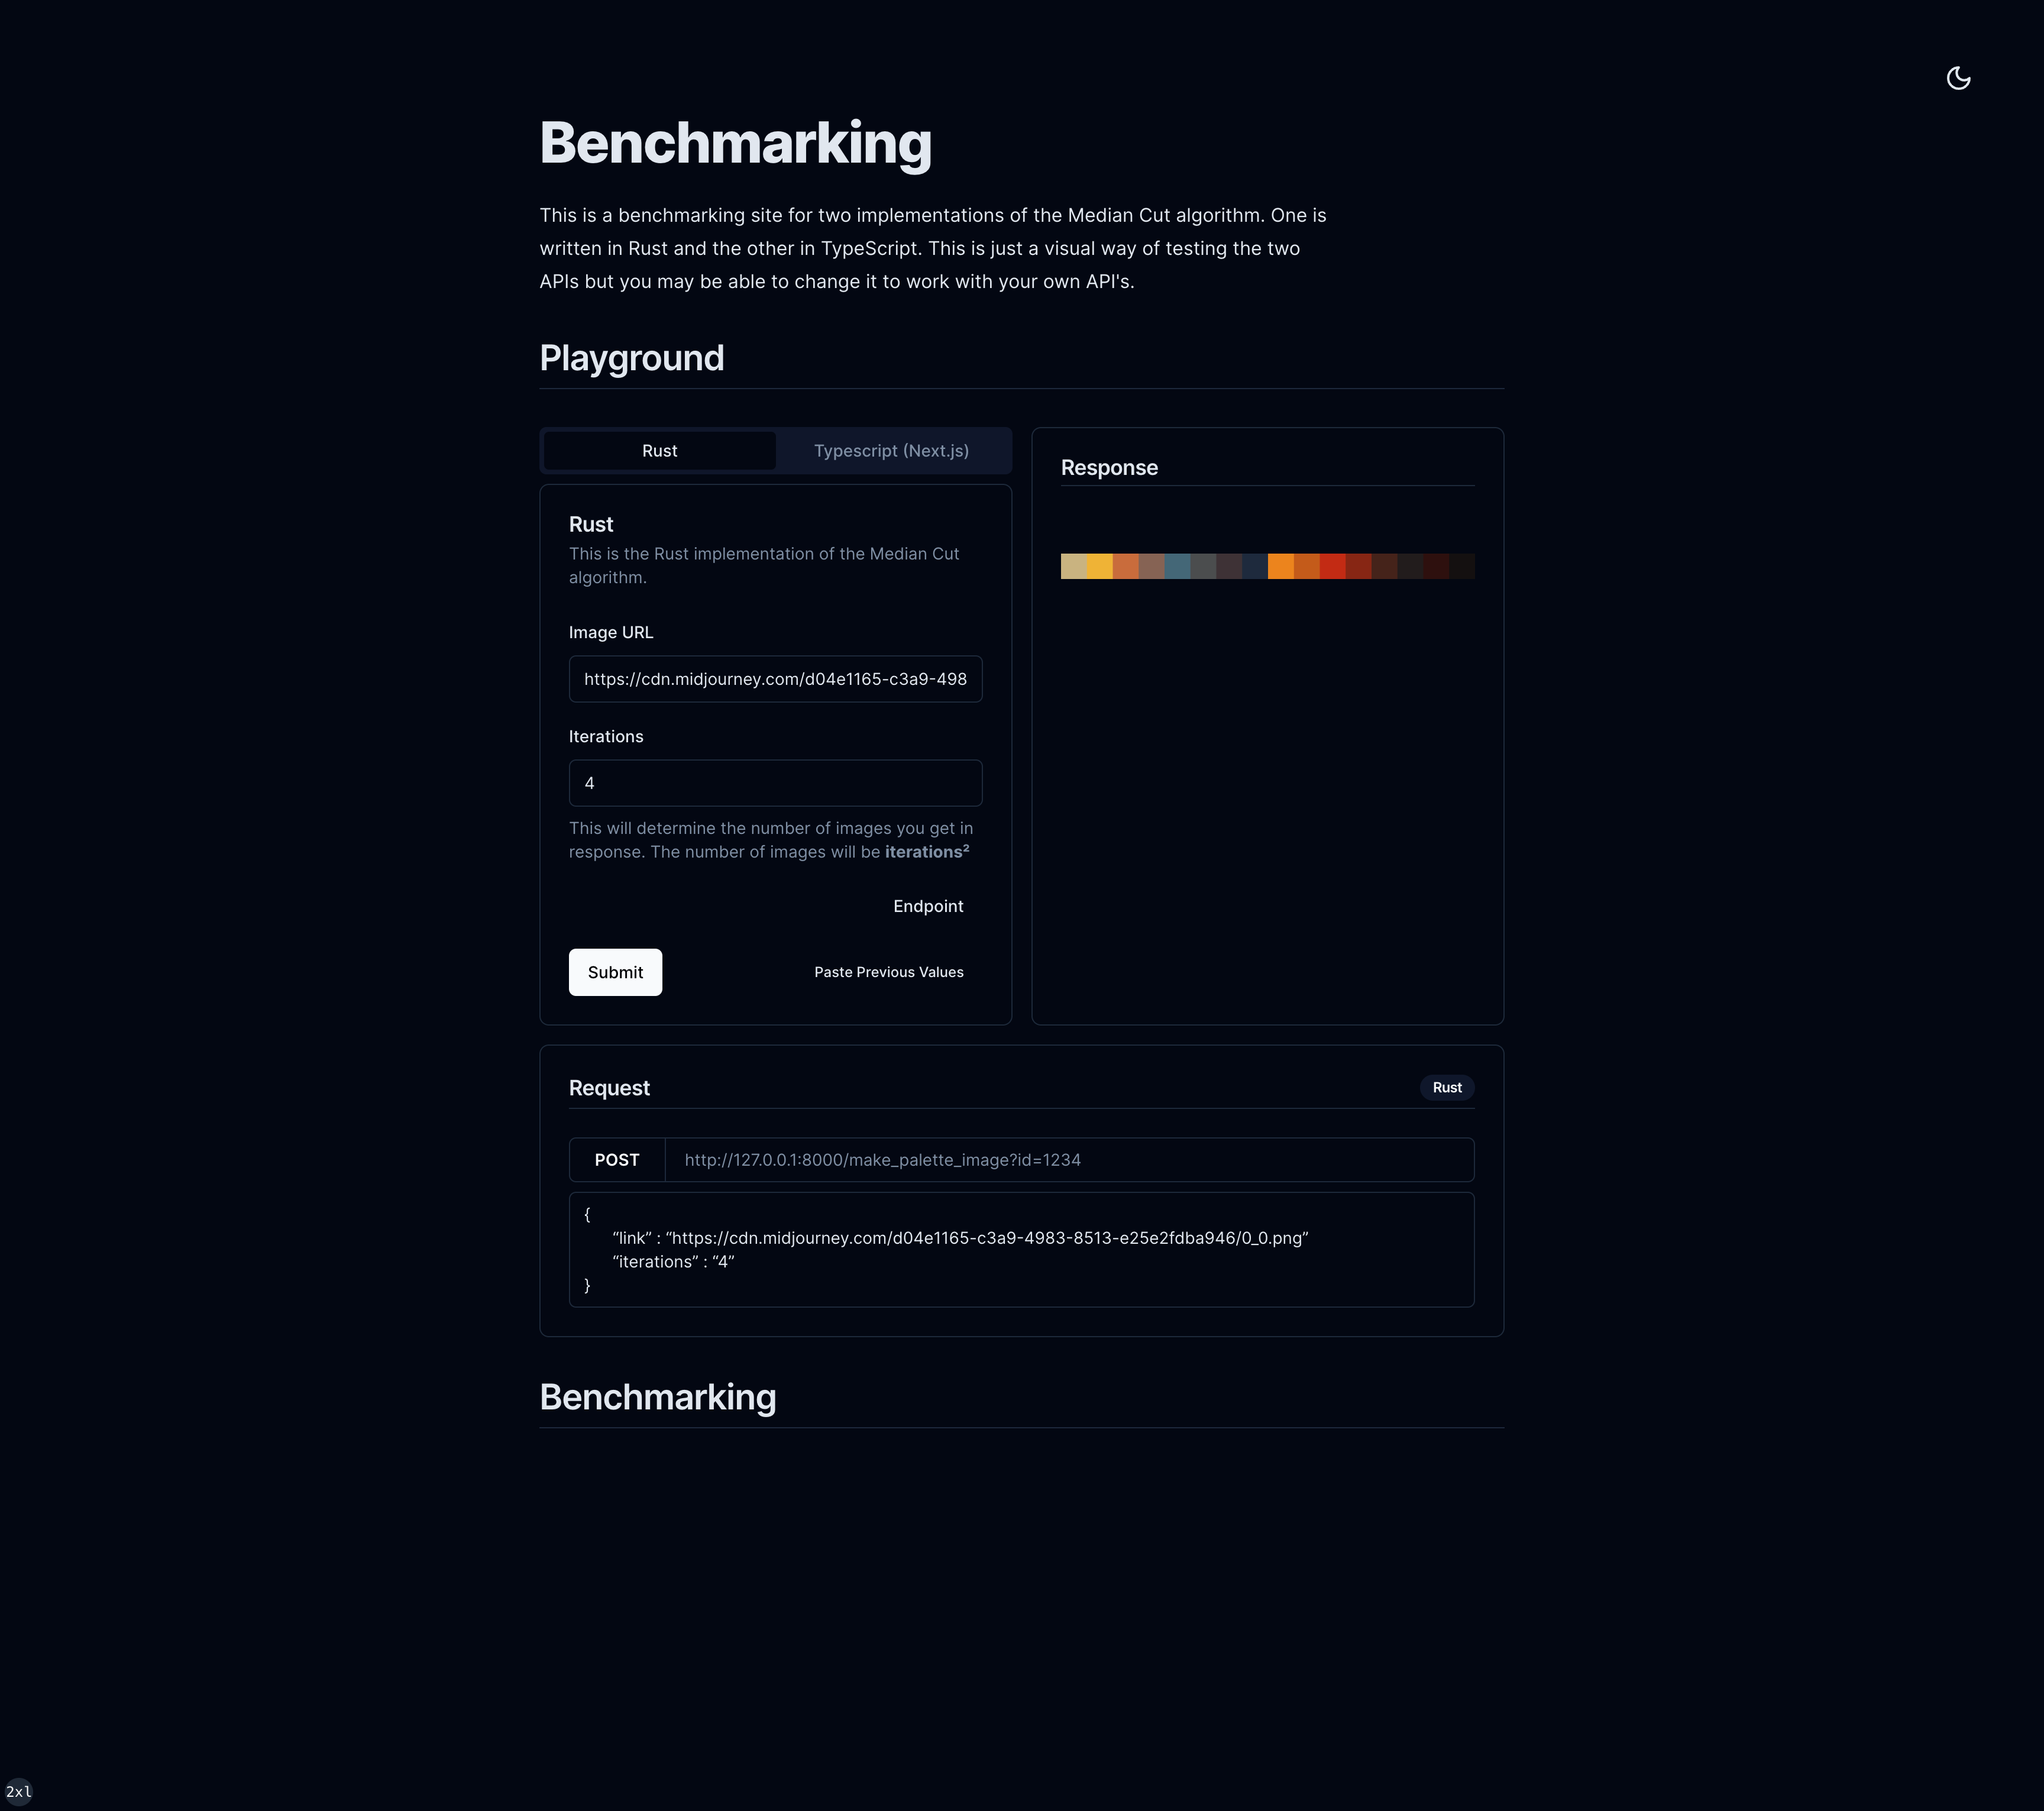 Benchmarking
This is a benchmarking site for two implementations of the Median Cut algorithm. One is
written in Rust and the other in TypeScript. This is just a visual way of testing the two
APIs but you may be able to change it to work with your own API's.
Playground
Rust
Typescript (Next.js)
Rust
This is the Rust implementation of the Median Cut
algorithm.
Image URL
https://cdn.midjourney.com/d04e1165-c3a9-498
Iterations
4
This will determine the number of images you get in
response. The number of images will be iterations²
Endpoint
Submit
Paste Previous Values
Response
Request
Rust
POST
http://127.0.0.1:8000/make_palette_image?id=1234
{
“link” : “https://cdn.midjourney.com/d04e1165-c3a9-4983-8513-e25e2fdba946/0_0.png”
“iterations” : “4”
}
Benchmarking
2xl